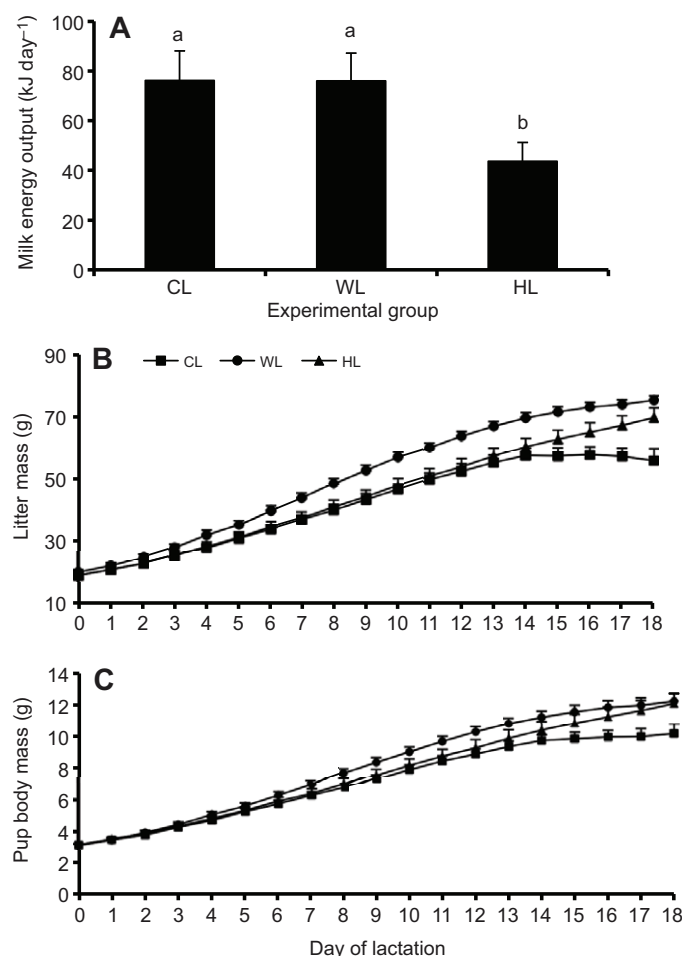 A
100
a
a
80
60
b
40
20
0
Milk energy output (kJ day⁻¹)
CL WL HL
Experimental group
B
CL WL HL
90
70
50
30
10
Litter mass (g)
0 1 2 3 4 5 6 7 8 9 10 11 12 13 14 15 16 17 18
C
14
12
10
8
6
4
2
0
Pup body mass (g)
0 1 2 3 4 5 6 7 8 9 10 11 12 13 14 15 16 17 18
Day of lactation